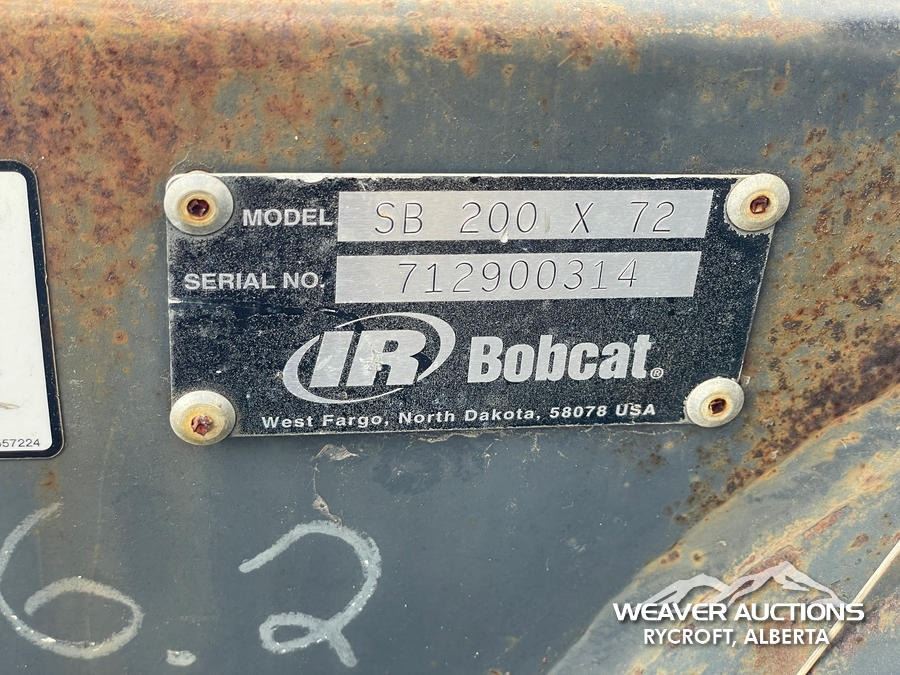 MODEL SB 200 X 72
SERIAL NO. 712900314
IR Bobcat®
West Fargo, North Dakota, 58078 USA
57224
6.2
WEAVER AUCTIONS
RYCROFT, ALBERTA